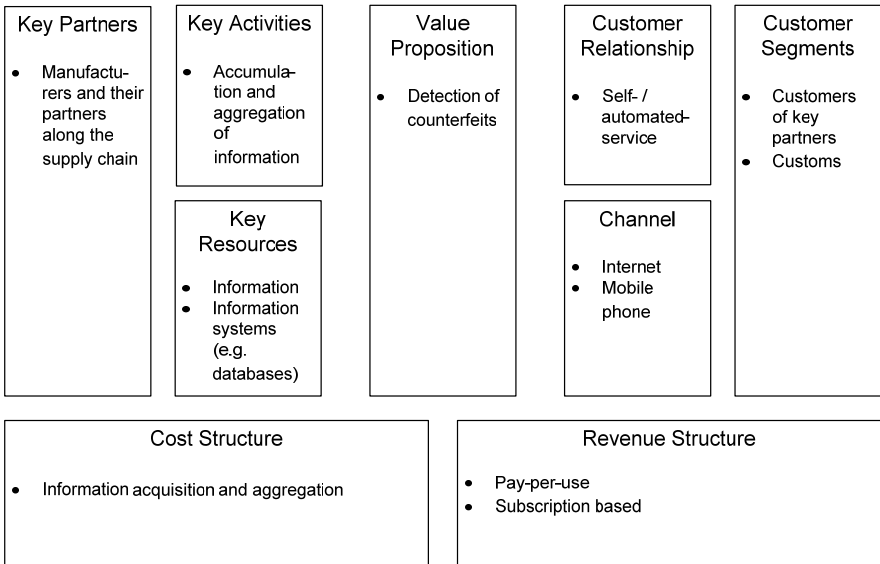 Key Partners
• Manufactu-
rers and their
partners
along the
supply chain
Key Activities
• Accumula-
tion and
aggregation
of
information
Key
Resources
• Information
• Information
systems
(e.g.
databases)
Value
Proposition
• Detection of
counterfeits
Customer
Relationship
• Self- /
automated-
service
Channel
• Internet
• Mobile
phone
Customer
Segments
• Customers
of key
partners
• Customs
Cost Structure
• Information acquisition and aggregation
Revenue Structure
• Pay-per-use
• Subscription based